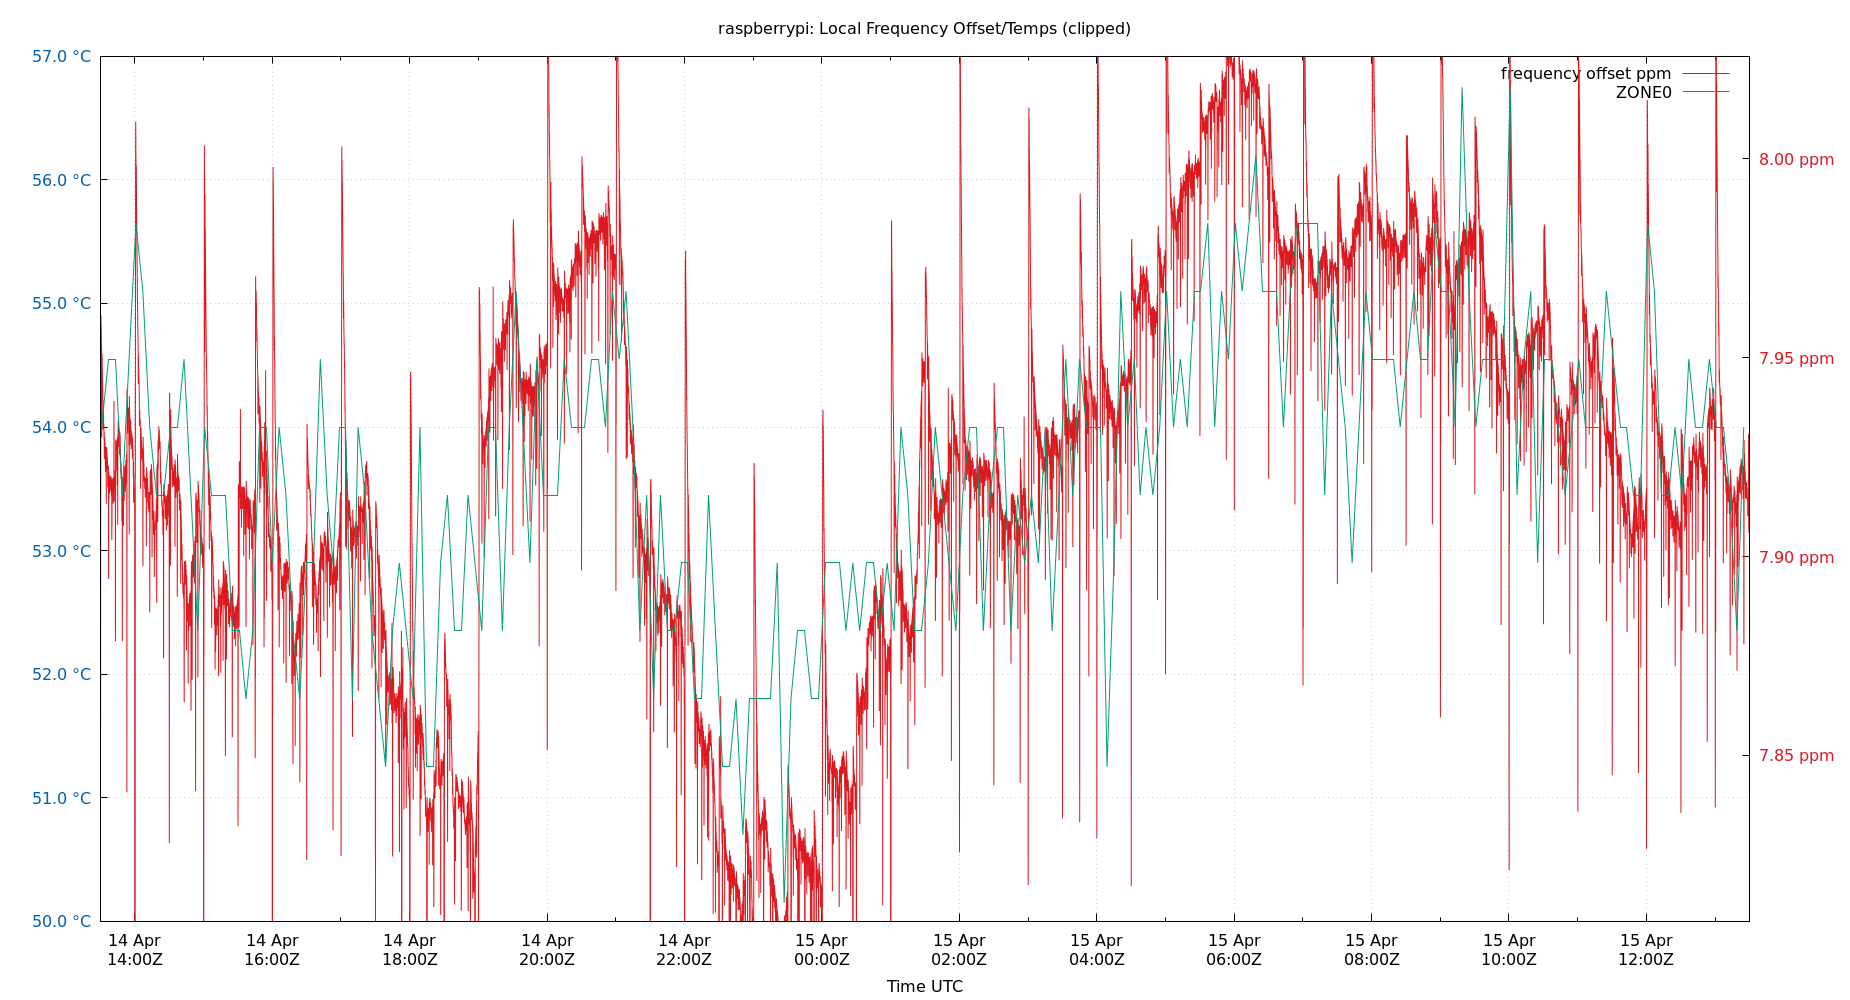 raspberrypi: Local Frequency Offset/Temps (clipped)
57.0 °C
56.0 °C
55.0 °C
54.0 °C
53.0 °C
52.0 °C
51.0 °C
50.0 °C
frequency offset ppm
ZONE0
8.00 ppm
7.95 ppm
7.90 ppm
7.85 ppm
14 Apr 14 Apr 14 Apr 14 Apr 14 Apr 15 Apr 15 Apr 15 Apr 15 Apr 15 Apr 15 Apr 15 Apr
14:00Z 16:00Z 18:00Z 20:00Z 22:00Z 00:00Z 02:00Z 04:00Z 06:00Z 08:00Z 10:00Z 12:00Z
Time UTC